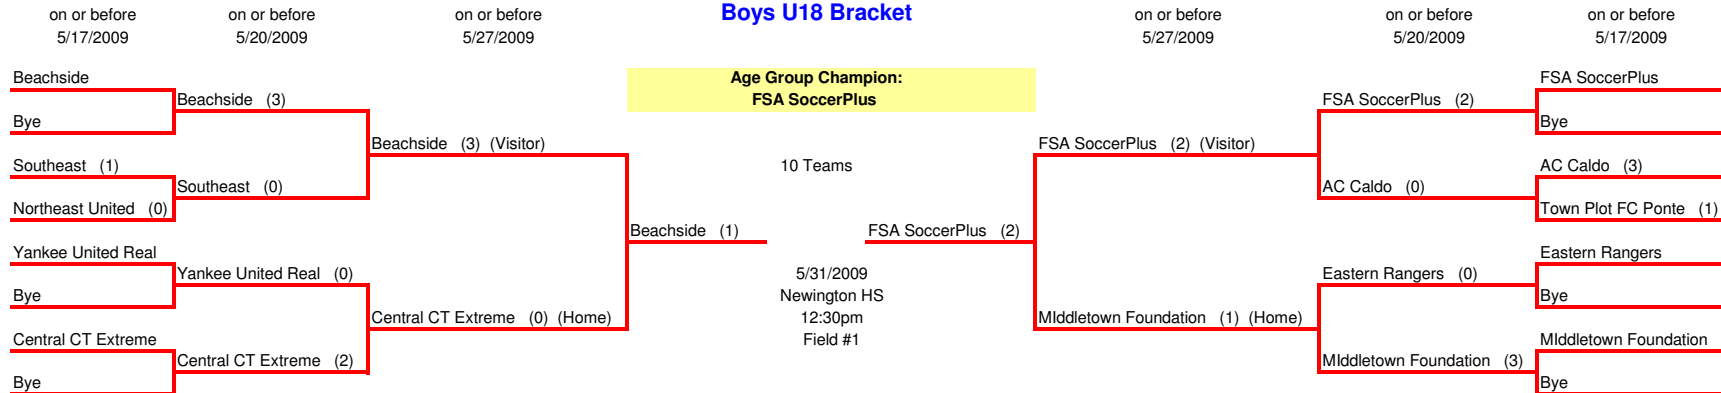 on or before
5/17/2009
on or before
5/20/2009
on or before
5/27/2009
Boys U18 Bracket
on or before
5/27/2009
on or before
5/20/2009
on or before
5/17/2009
Age Group Champion:
FSA SoccerPlus
Beachside
Bye
Southeast (1)
Northeast United (0)
Yankee United Real
Bye
Central CT Extreme
Bye
Beachside (3)
Southeast (0)
Yankee United Real (0)
Central CT Extreme (2)
Beachside (3) (Visitor)
Central CT Extreme (0) (Home)
Beachside (1)
10 Teams
5/31/2009
Newington HS
12:30pm
Field #1
FSA SoccerPlus (2)
FSA SoccerPlus (2) (Visitor)
MIddletown Foundation (1) (Home)
FSA SoccerPlus (2)
AC Caldo (0)
Eastern Rangers (0)
MIddletown Foundation (3)
FSA SoccerPlus
Bye
AC Caldo (3)
Town Plot FC Ponte (1)
Eastern Rangers
Bye
MIddletown Foundation
Bye